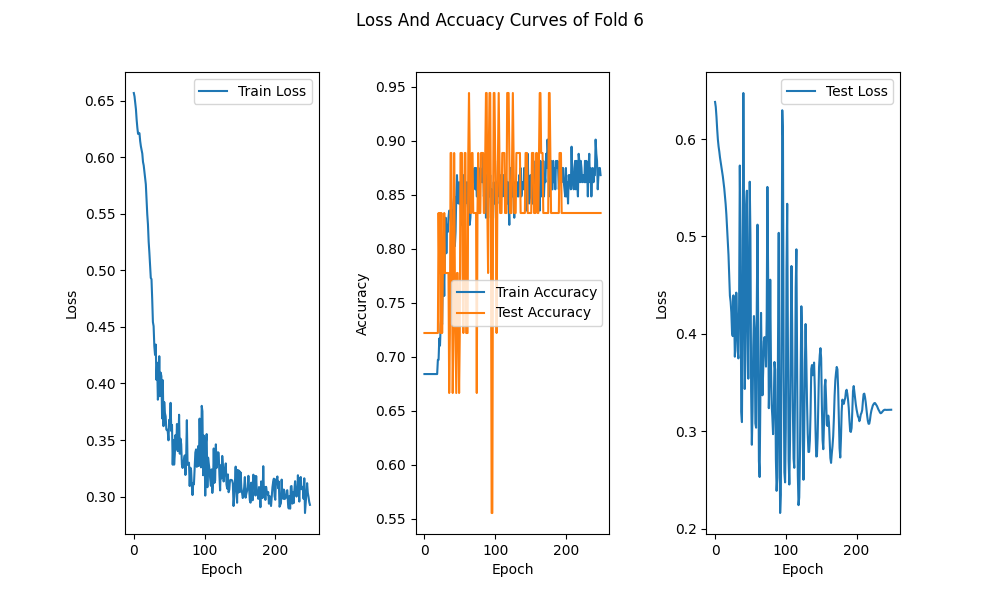 Loss And Accuacy Curves of Fold 6
Train Loss
0.65
0.60
0.55
0.50
0.45
0.40
0.35
0.30
Loss
0
100
200
Epoch
0.95
0.90
0.85
0.80
0.75
0.70
0.65
0.60
0.55
Accuracy
Train Accuracy
Test Accuracy
0
100
200
Epoch
Test Loss
0.6
0.5
0.4
0.3
0.2
Loss
0
100
200
Epoch